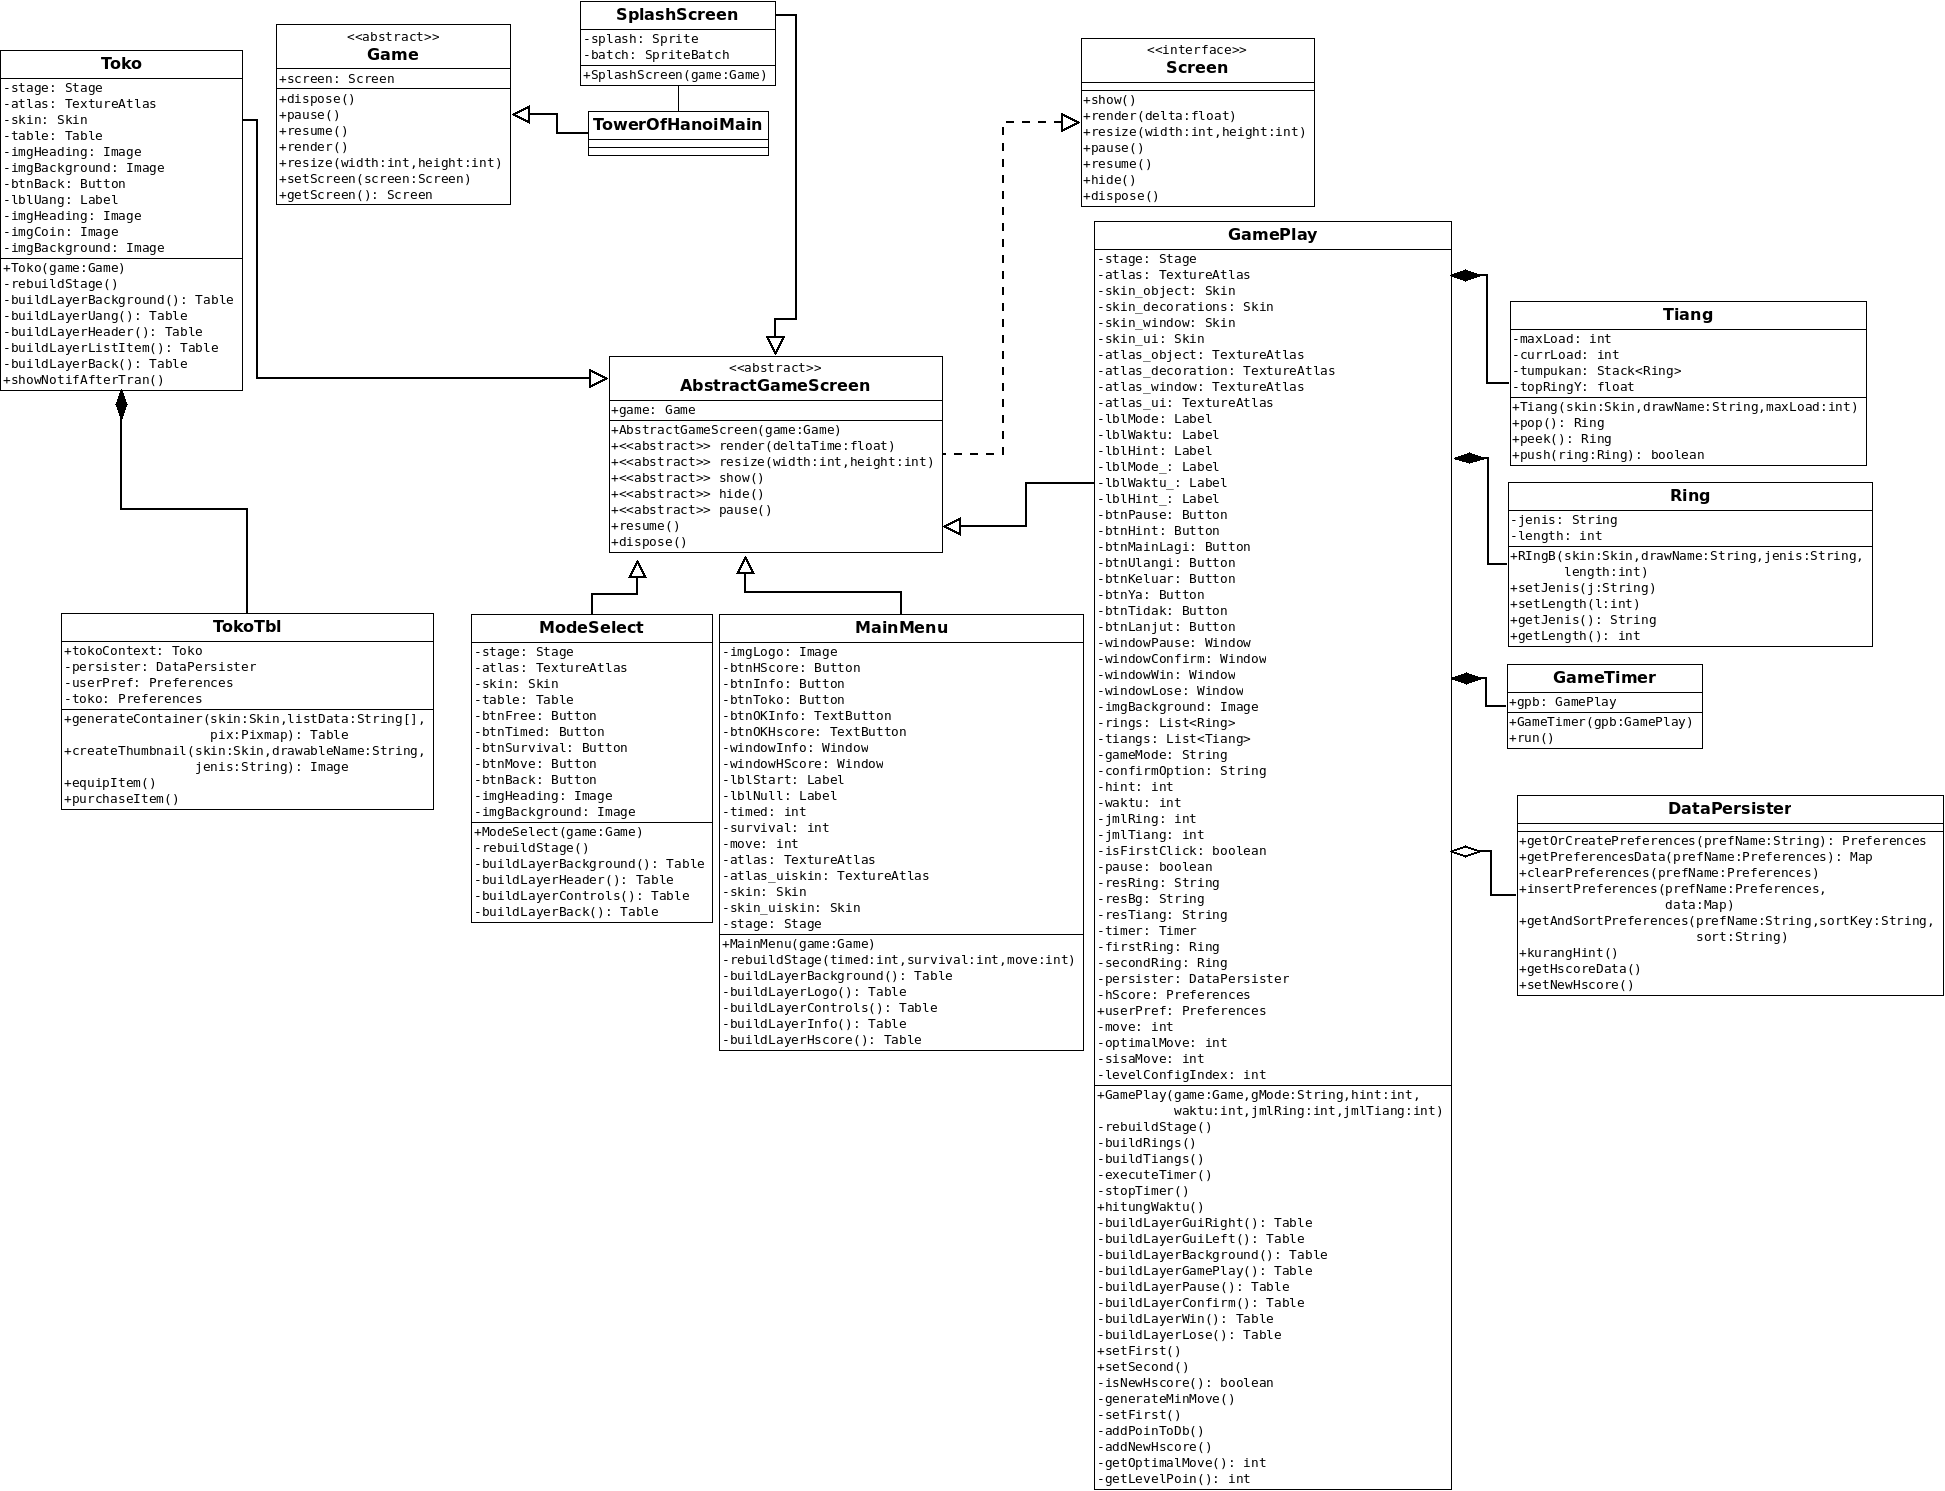 Toko
-stage: Stage
-atlas: TextureAtlas
-skin: Skin
-table: Table
-imgHeading: Image
-imgBackground: Image
-btnBack: Button
-lblUang: Label
-imgHeading: Image
-imgCoin: Image
-imgBackground: Image
+Toko(game:Game)
-rebuildStage()
-buildLayerBackground(): Table
-buildLayerUang(): Table
-buildLayerHeader(): Table
-buildLayerListItem(): Table
-buildLayerBack(): Table
+showNotifAfterTran()
<<abstract>>
Game
+screen: Screen
+dispose()
+pause()
+resume()
+render()
+resize(width:int,height:int)
+setScreen(screen:Screen)
+getScreen(): Screen
SplashScreen
-splash: Sprite
-batch: SpriteBatch
+SplashScreen(game:Game)
TowerOfHanoiMain
<<interface>>
Screen
+show()
+render(delta:float)
+resize(width:int,height:int)
+pause()
+resume()
+hide()
+dispose()
<<abstract>>
AbstractGameScreen
+game: Game
+AbstractGameScreen(game:Game)
+<<abstract>> render(deltaTime:float)
+<<abstract>> resize(width:int,height:int)
+<<abstract>> show()
+<<abstract>> hide()
+<<abstract>> pause()
+resume()
+dispose()
TokoTbl
+tokoContext: Toko
-persister: DataPersister
-userPref: Preferences
-toko: Preferences
+generateContainer(skin:Skin,listData:String[],
pix:Pixmap): Table
+createThumbnail(skin:Skin,drawableName:String,
jenis:String): Image
+equipItem()
+purchaseItem()
ModeSelect
-stage: Stage
-atlas: TextureAtlas
-skin: Skin
-table: Table
-btnFree: Button
-btnTimed: Button
-btnSurvival: Button
-btnMove: Button
-btnBack: Button
-imgHeading: Image
-imgBackground: Image
+ModeSelect(game:Game)
-rebuildStage()
-buildLayerBackground(): Table
-buildLayerHeader(): Table
-buildLayerControls(): Table
-buildLayerBack(): Table
MainMenu
-imgLogo: Image
-btnHScore: Button
-btnInfo: Button
-btnToko: Button
-btnOKInfo: TextButton
-btnOKHscore: TextButton
-windowInfo: Window
-windowHScore: Window
-lblStart: Label
-lblNull: Label
-timed: int
-survival: int
-move: int
-atlas: TextureAtlas
-atlas_uiskin: TextureAtlas
-skin: Skin
-skin_uiskin: Skin
-stage: Stage
+MainMenu(game:Game)
-rebuildStage(timed:int,survival:int,move:int)
-buildLayerBackground(): Table
-buildLayerLogo(): Table
-buildLayerControls(): Table
-buildLayerInfo(): Table
-buildLayerHscore(): Table
GamePlay
-stage: Stage
-atlas: TextureAtlas
-skin_object: Skin
-skin_decorations: Skin
-skin_window: Skin
-skin_ui: Skin
-atlas_object: TextureAtlas
-atlas_decoration: TextureAtlas
-atlas_window: TextureAtlas
-atlas_ui: TextureAtlas
-lblMode: Label
-lblWaktu: Label
-lblHint: Label
-lblMode_: Label
-lblWaktu_: Label
-lblHint_: Label
-btnPause: Button
-btnHint: Button
-btnMainLagi: Button
-btnUlangi: Button
-btnKeluar: Button
-btnYa: Button
-btnTidak: Button
-btnLanjut: Button
-windowPause: Window
-windowConfirm: Window
-windowWin: Window
-windowLose: Window
-imgBackground: Image
-rings: List<Ring>
-tiangs: List<Tiang>
-gameMode: String
-confirmOption: String
-hint: int
-waktu: int
-jmlRing: int
-jmlTiang: int
-isFirstClick: boolean
-pause: boolean
-resRing: String
-resBg: String
-resTiang: String
-timer: Timer
-firstRing: Ring
-secondRing: Ring
-persister: DataPersister
-hScore: Preferences
+userPref: Preferences
-move: int
-optimalMove: int
-sisaMove: int
-levelConfigIndex: int
+GamePlay(game:Game,gMode:String,hint:int,
waktu:int,jmlRing:int,jmlTiang:int)
-rebuildStage()
-buildRings()
-buildTiangs()
-executeTimer()
-stopTimer()
+hitungWaktu()
-buildLayerGuiRight(): Table
-buildLayerGuiLeft(): Table
-buildLayerBackground(): Table
-buildLayerGamePlay(): Table
-buildLayerPause(): Table
-buildLayerConfirm(): Table
-buildLayerWin(): Table
-buildLayerLose(): Table
+setFirst()
+setSecond()
-isNewHscore(): boolean
-generateMinMove()
-setFirst()
-addPoinToDb()
-addNewHscore()
-getOptimalMove(): int
-getLevelPoin(): int
Tiang
-maxLoad: int
-currLoad: int
-tumpukan: Stack<Ring>
-topRingY: float
+Tiang(skin:Skin,drawName:String,maxLoad:int)
+pop(): Ring
+peek(): Ring
+push(ring:Ring): boolean
Ring
-jenis: String
-length: int
+RIngB(skin:Skin,drawName:String,jenis:String,
length:int)
+setJenis(j:String)
+setLength(l:int)
+getJenis(): String
+getLength(): int
GameTimer
+gpb: GamePlay
+GameTimer(gpb:GamePlay)
+run()
DataPersister
+getOrCreatePreferences(prefName:String): Preferences
+getPreferencesData(prefName:Preferences): Map
+clearPreferences(prefName:Preferences)
+insertPreferences(prefName:Preferences,
data:Map)
+getAndSortPreferences(prefName:String,sortKey:String,
sort:String)
+kurangHint()
+getHscoreData()
+setNewHscore()